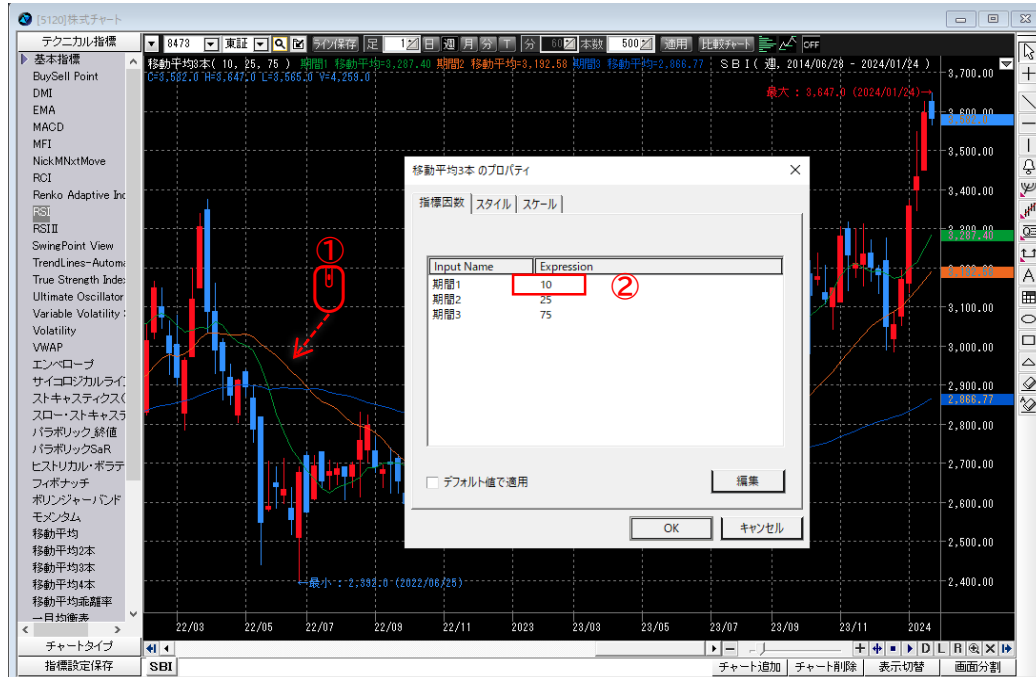 [5120]株式チャート
テクニカル指標
8473 東証 ライン保存 足 1 日 週 月 分 T 分 60 本数 500 適用 比較チャート OFF
基本指標
BuySell Point
DMI
EMA
MACD
MFI
NickMNxtMove
RCI
Renko Adaptive Ind
RSI
RSIⅡ
SwingPoint View
TrendLines-Automa
True Strength Index
Ultimate Oscillator
Variable Volatility
Volatility
VWAP
エンベロープ
サイコロジカルライ
ストキャスティクス(
スロー・ストキャステ
パラボリック_終値
パラボリックSaR
ヒストリカル・ボラテ
フィボナッチ
ボリンジャーバンド
モメンタム
移動平均
移動平均2本
移動平均3本
移動平均4本
移動平均乖離率
一目均衡表
チャートタイプ
指標設定保存
移動平均3本( 10, 25, 75 ) 期間1 移動平均=3,287.40 期間2 移動平均=3,192.58 期間3 移動平均=2,866.77 ＳＢＩ( 週, 2014/06/28 - 2024/01/24 )
C=3,582.0 H=3,647.0 L=3,565.0 V=4,259.0
最大 : 3,647.0 (2024/01/24)→
①
移動平均3本 のプロパティ
指標因数 スタイル スケール
Input Name Expression
期間1 10
②
期間2 25
期間3 75
デフォルト値で適用
編集
OK キャンセル
←最小 : 2,392.0 (2022/06/25)
3,700.00
3,600.00
3,500.00
3,400.00
3,287.40
3,100.00
3,000.00
2,900.00
2,866.77
2,800.00
2,700.00
2,600.00
2,500.00
2,400.00
22/03 22/05 22/07 22/09 22/11 2023 23/03 23/05 23/07 23/09 23/11 2024
D L R X
SBI チャート追加 チャート削除 表示切替 画面分割
A